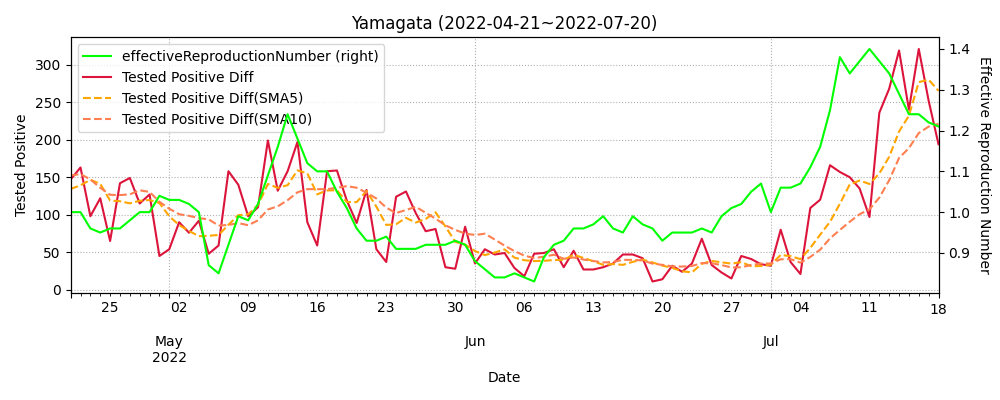 Yamagata (2022-04-21~2022-07-20)
effectiveReproductionNumber (right)
Tested Positive Diff
Tested Positive Diff(SMA5)
Tested Positive Diff(SMA10)
Tested Positive
300
250
200
150
100
50
0
1.4
1.3
1.2
1.1
1.0
0.9
Effective Reproduction Number
25 02 09 16 23 30 06 13 20 27 04 11 18
May Jun Jul
2022
Date